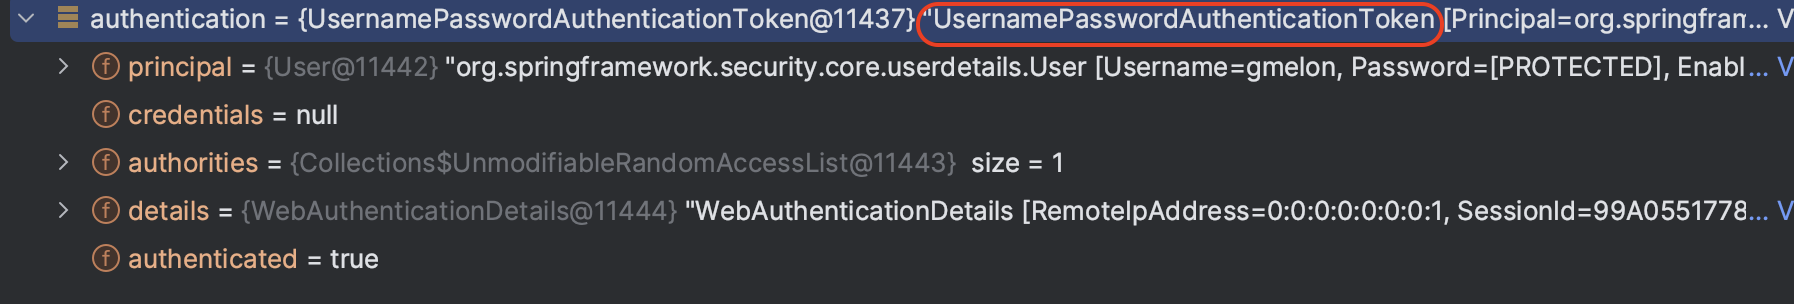 authentication = {UsernamePasswordAuthenticationToken@11437} "UsernamePasswordAuthenticationToken [Principal=org.springfram... V
f principal = {User@11442} "org.springframework.security.core.userdetails.User [Username=gmelon, Password=[PROTECTED], Enabl... V
f credentials = null
f authorities = {Collections$UnmodifiableRandomAccessList@11443} size = 1
f details = {WebAuthenticationDetails@11444} "WebAuthenticationDetails [RemoteIpAddress=0:0:0:0:0:0:0:1, SessionId=99A0551778... V
f authenticated = true